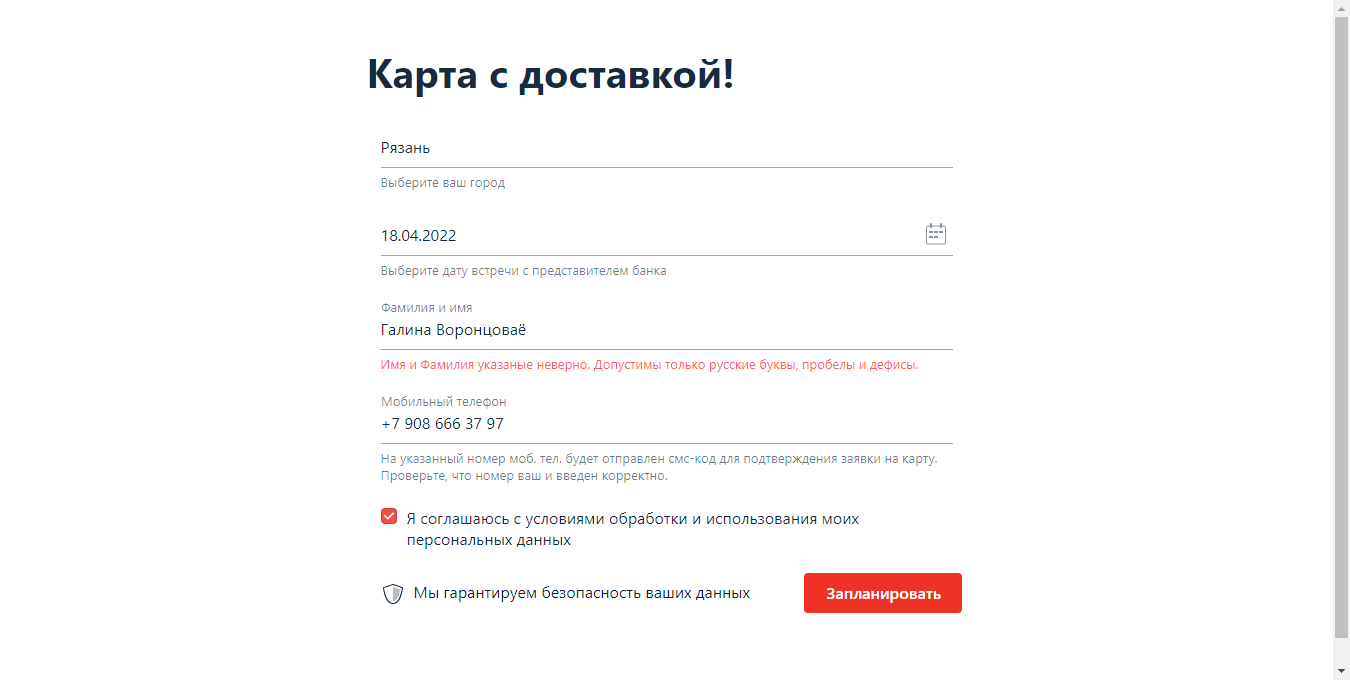 Карта с доставкой!
Рязань
Выберите ваш город
18.04.2022
Выберите дату встречи с представителем банка
Фамилия и имя
Галина Воронцоваё
Имя и Фамилия указаные неверно. Допустимы только русские буквы, пробелы и дефисы.
Мобильный телефон
+7 908 666 37 97
На указанный номер моб. тел. будет отправлен смс-код для подтверждения заявки на карту.
Проверьте, что номер ваш и введен корректно.
Я соглашаюсь с условиями обработки и использования моих
персональных данных
Мы гарантируем безопасность ваших данных
Запланировать